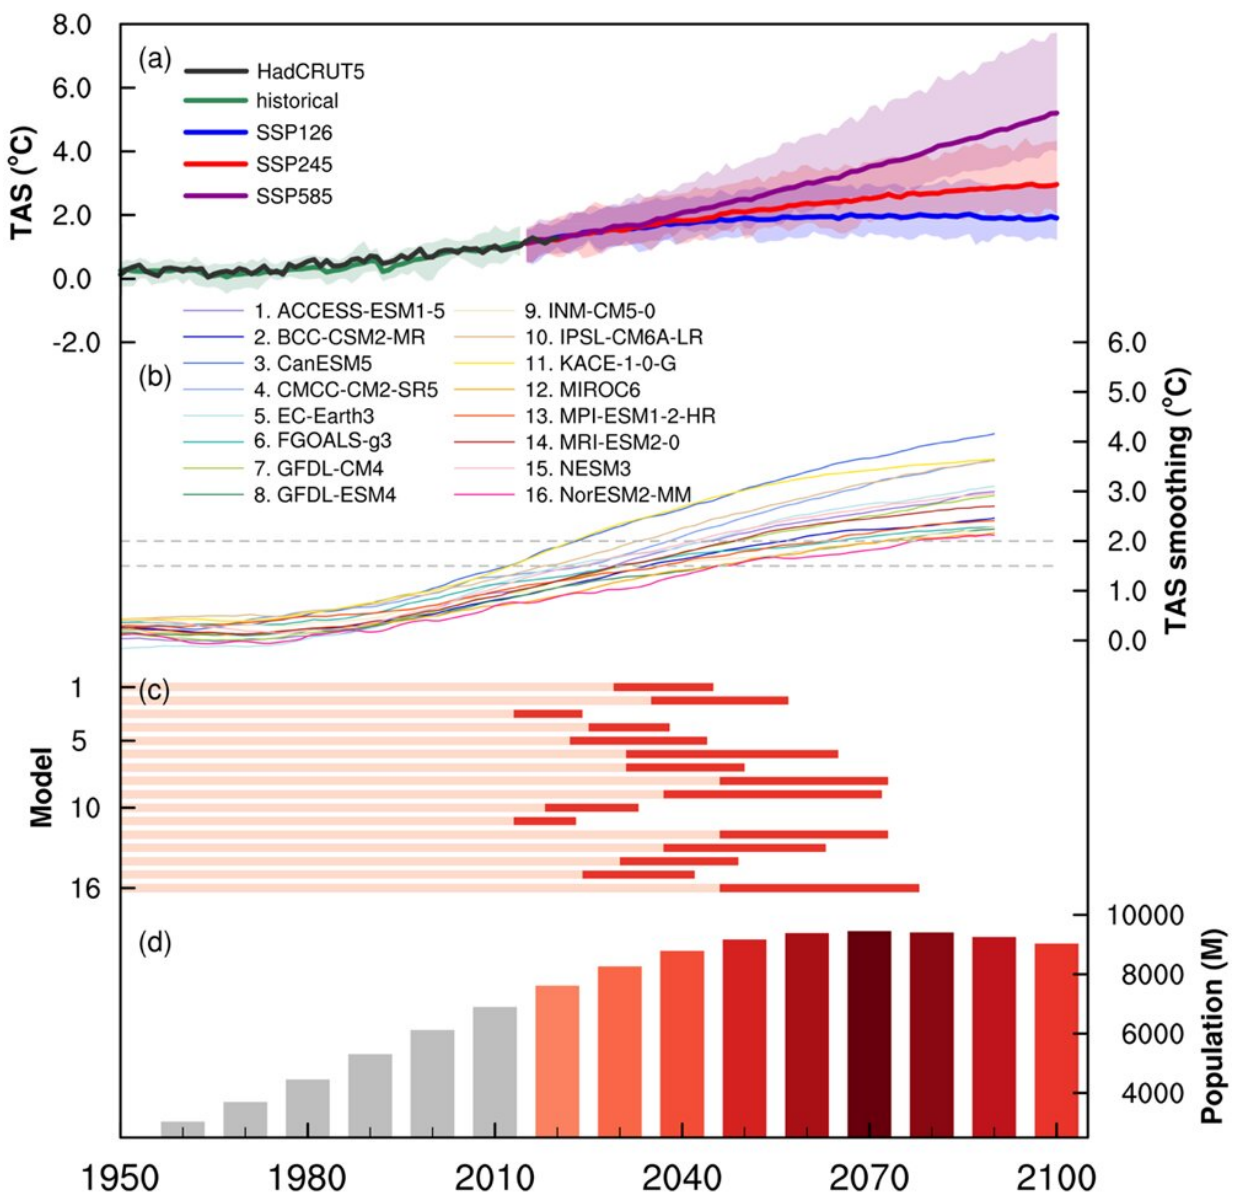 8.0
(a)
HadCRUT5
6.0
historical
SSP126
4.0
SSP245
SSP585
2.0
0.0
-2.0
TAS (°C)
1. ACCESS-ESM1-5
2. BCC-CSM2-MR
3. CanESM5
4. CMCC-CM2-SR5
5. EC-Earth3
6. FGOALS-g3
7. GFDL-CM4
8. GFDL-ESM4
9. INM-CM5-0
10. IPSL-CM6A-LR
11. KACE-1-0-G
12. MIROC6
13. MPI-ESM1-2-HR
14. MRI-ESM2-0
15. NESM3
16. NorESM2-MM
(b)
6.0
5.0
4.0
3.0
2.0
1.0
0.0
TAS smoothing (°C)
1
(c)
5
10
16
Model
(d)
10000
8000
6000
4000
Population (M)
1950
1980
2010
2040
2070
2100